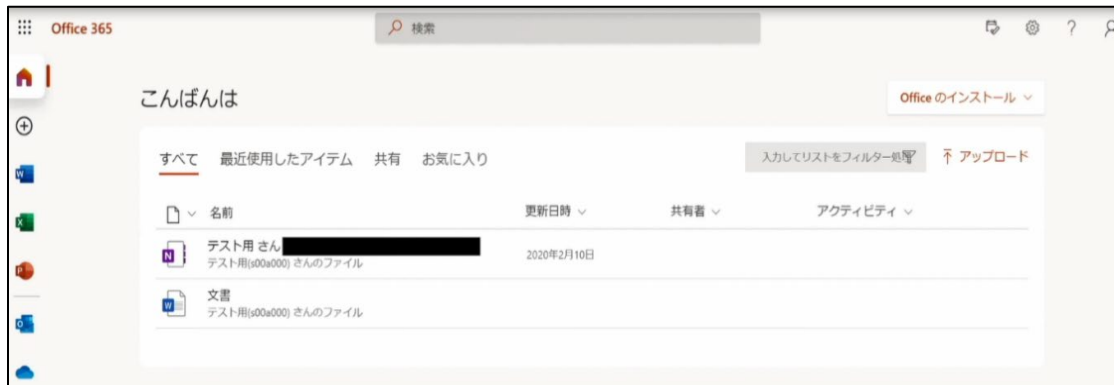 Office 365
検索
こんばんは
Office のインストール
すべて 最近使用したアイテム 共有 お気に入り
入力してリストをフィルター処
アップロード
名前 更新日時 共有者 アクティビティ
テスト用 さん
2020年2月10日
テスト用(s00a000) さんのファイル
文書
テスト用(s00a000) さんのファイル